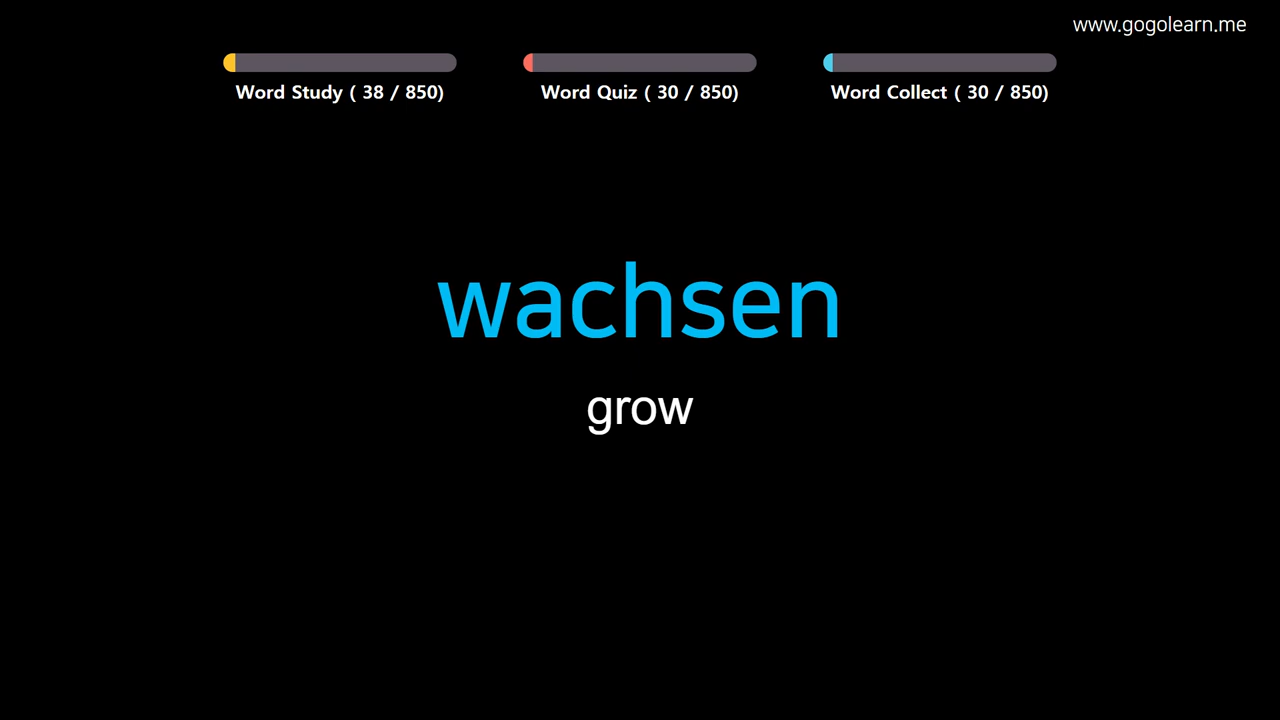 www.gogolearn.me
Word Study ( 38 / 850)
Word Quiz ( 30 / 850)
Word Collect ( 30 / 850)
wachsen
grow